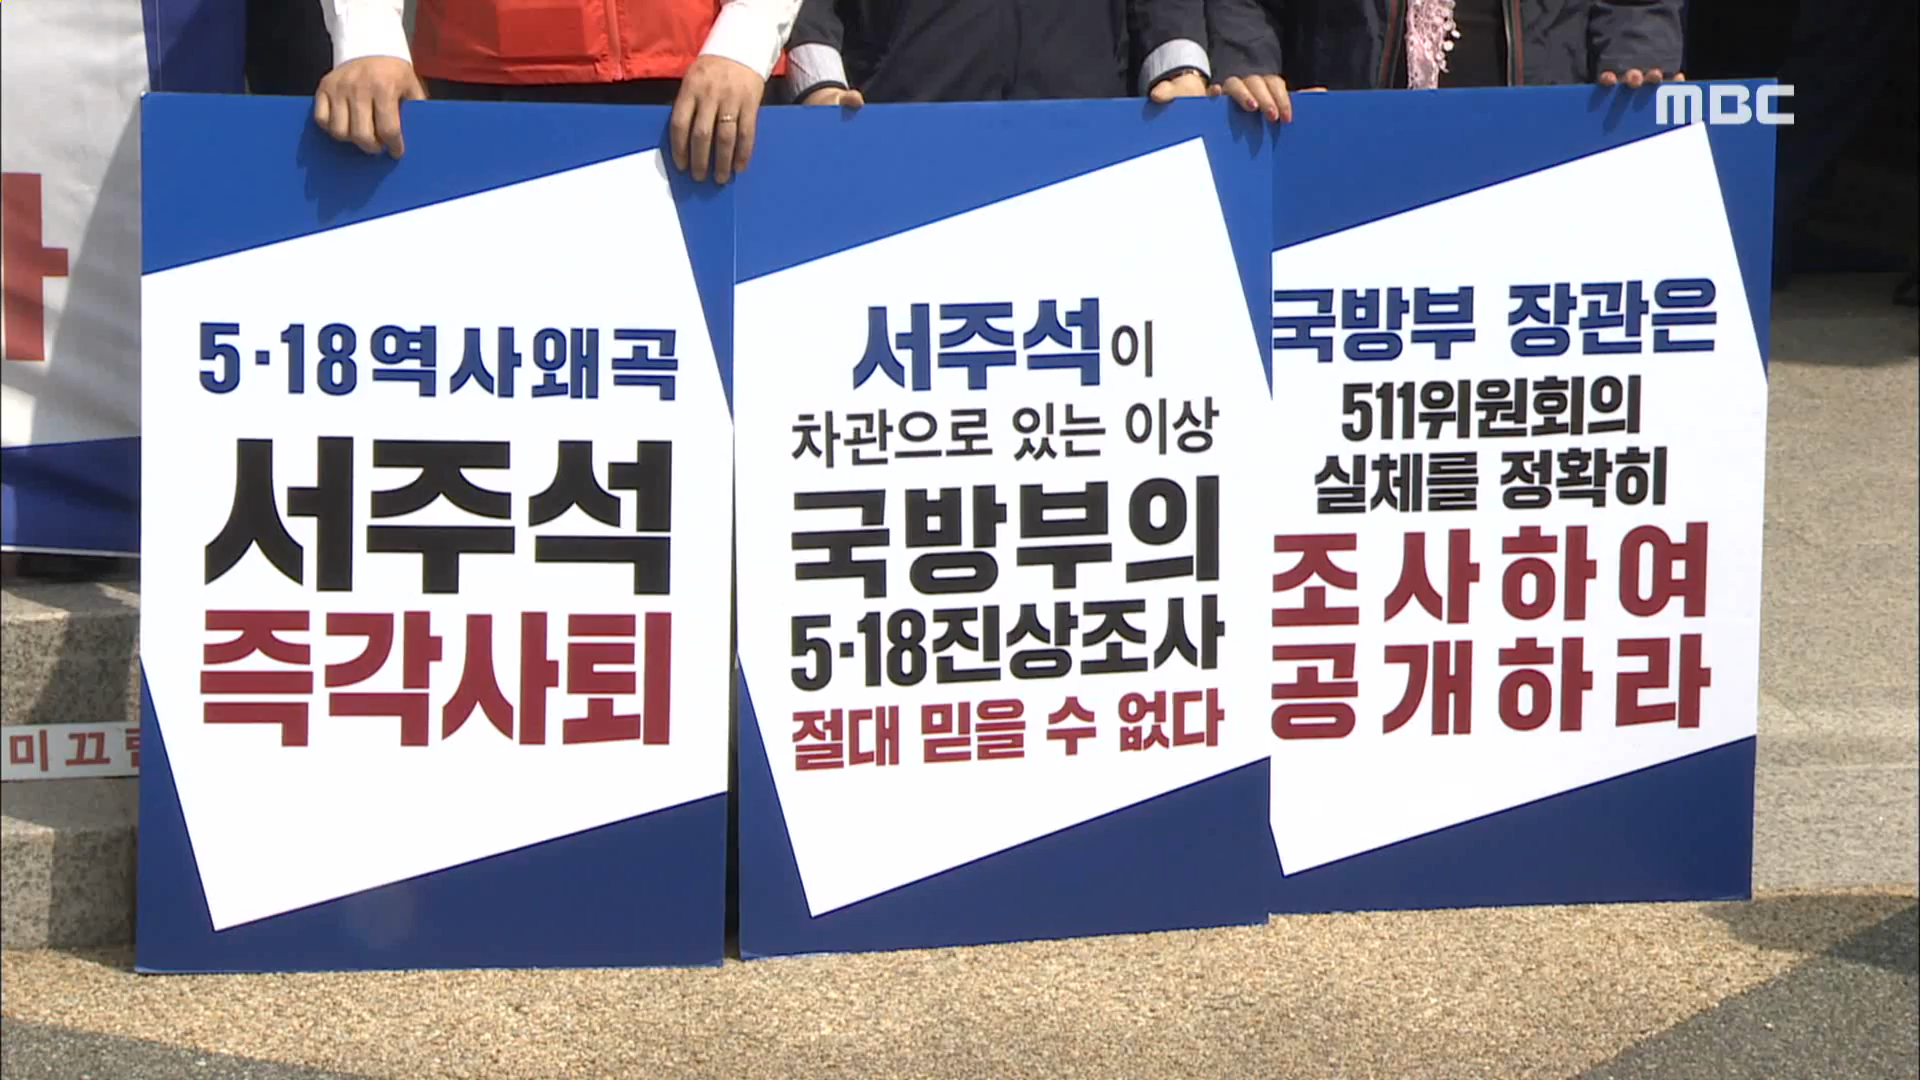 MBC
5·18역사왜곡
서주석
즉각사퇴
서주석이
차관으로 있는 이상
국방부의
5·18진상조사
절대 믿을 수 없다
국방부 장관은
511위원회의
실체를 정확히
조사하여
공개하라
미끄